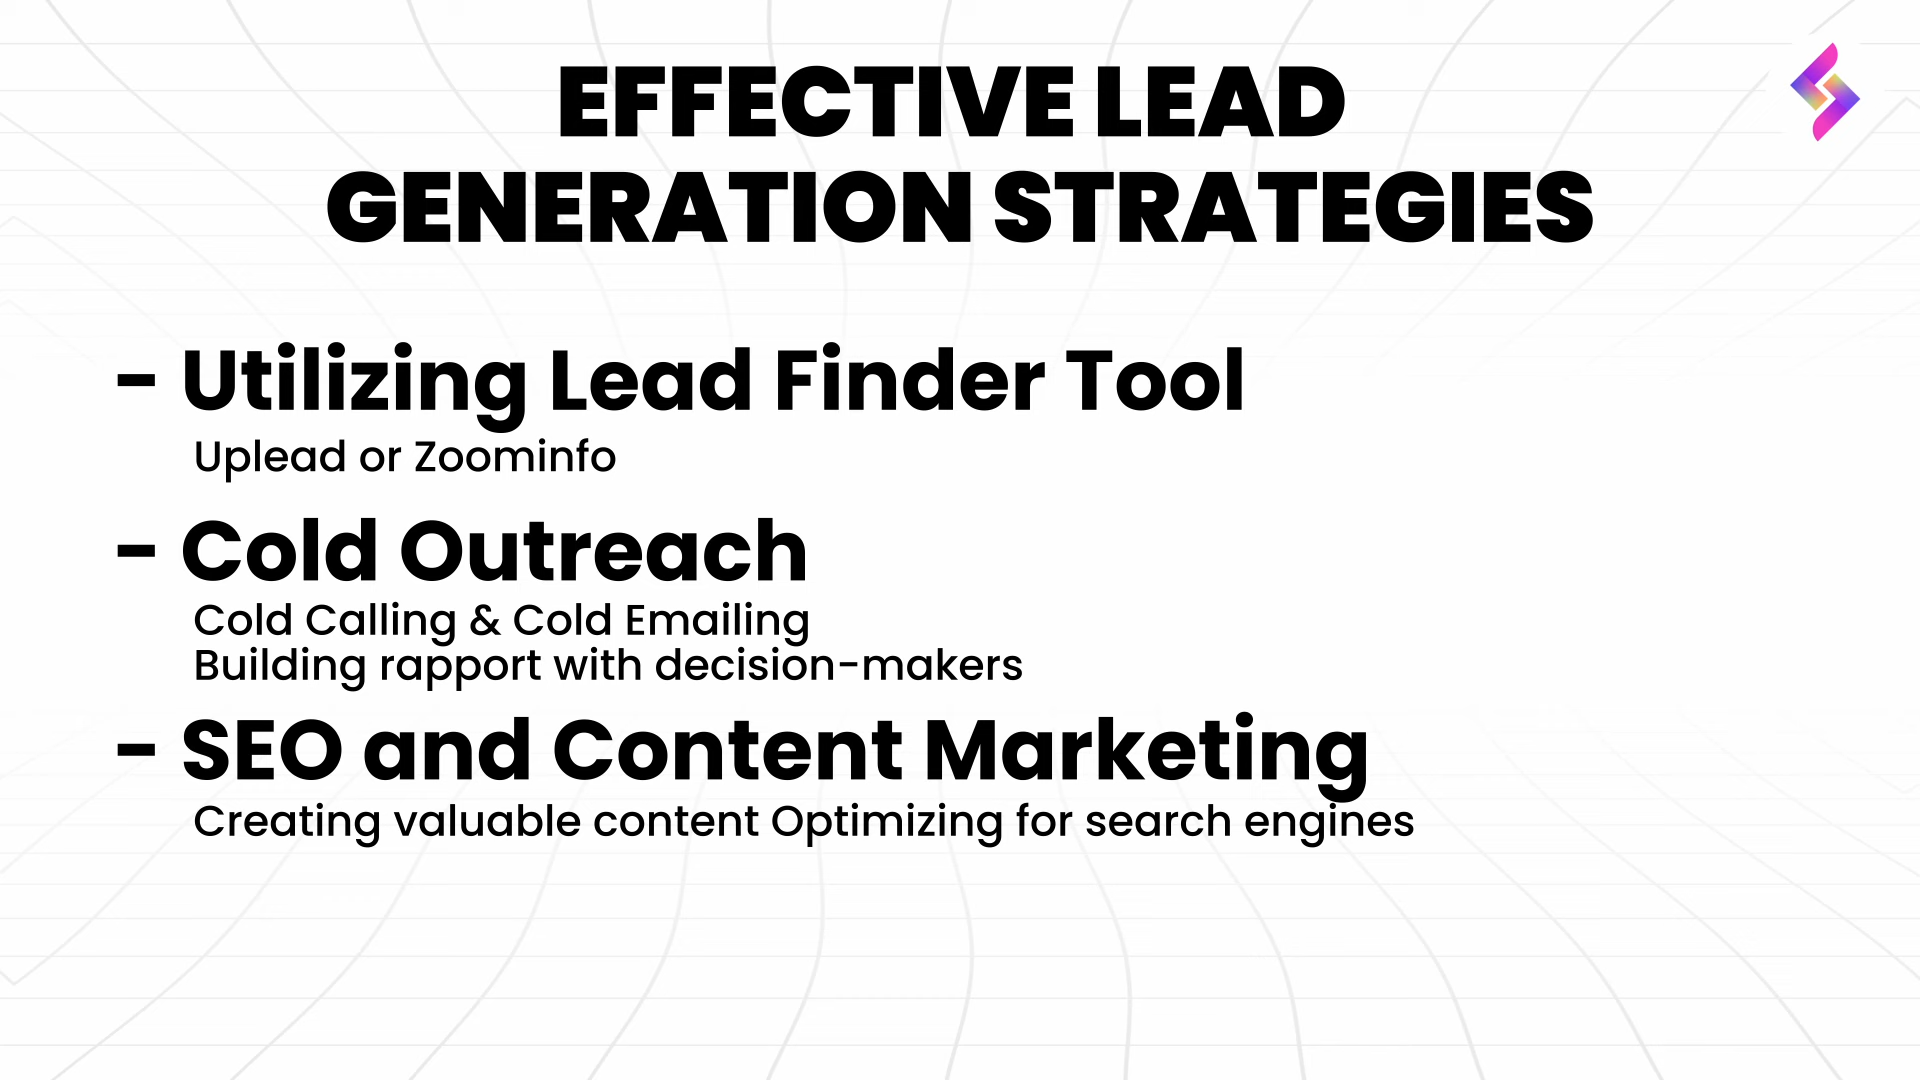 EFFECTIVE LEAD
GENERATION STRATEGIES
- Utilizing Lead Finder Tool
Uplead or Zoominfo
- Cold Outreach
Cold Calling & Cold Emailing
Building rapport with decision-makers
- SEO and Content Marketing
Creating valuable content Optimizing for search engines